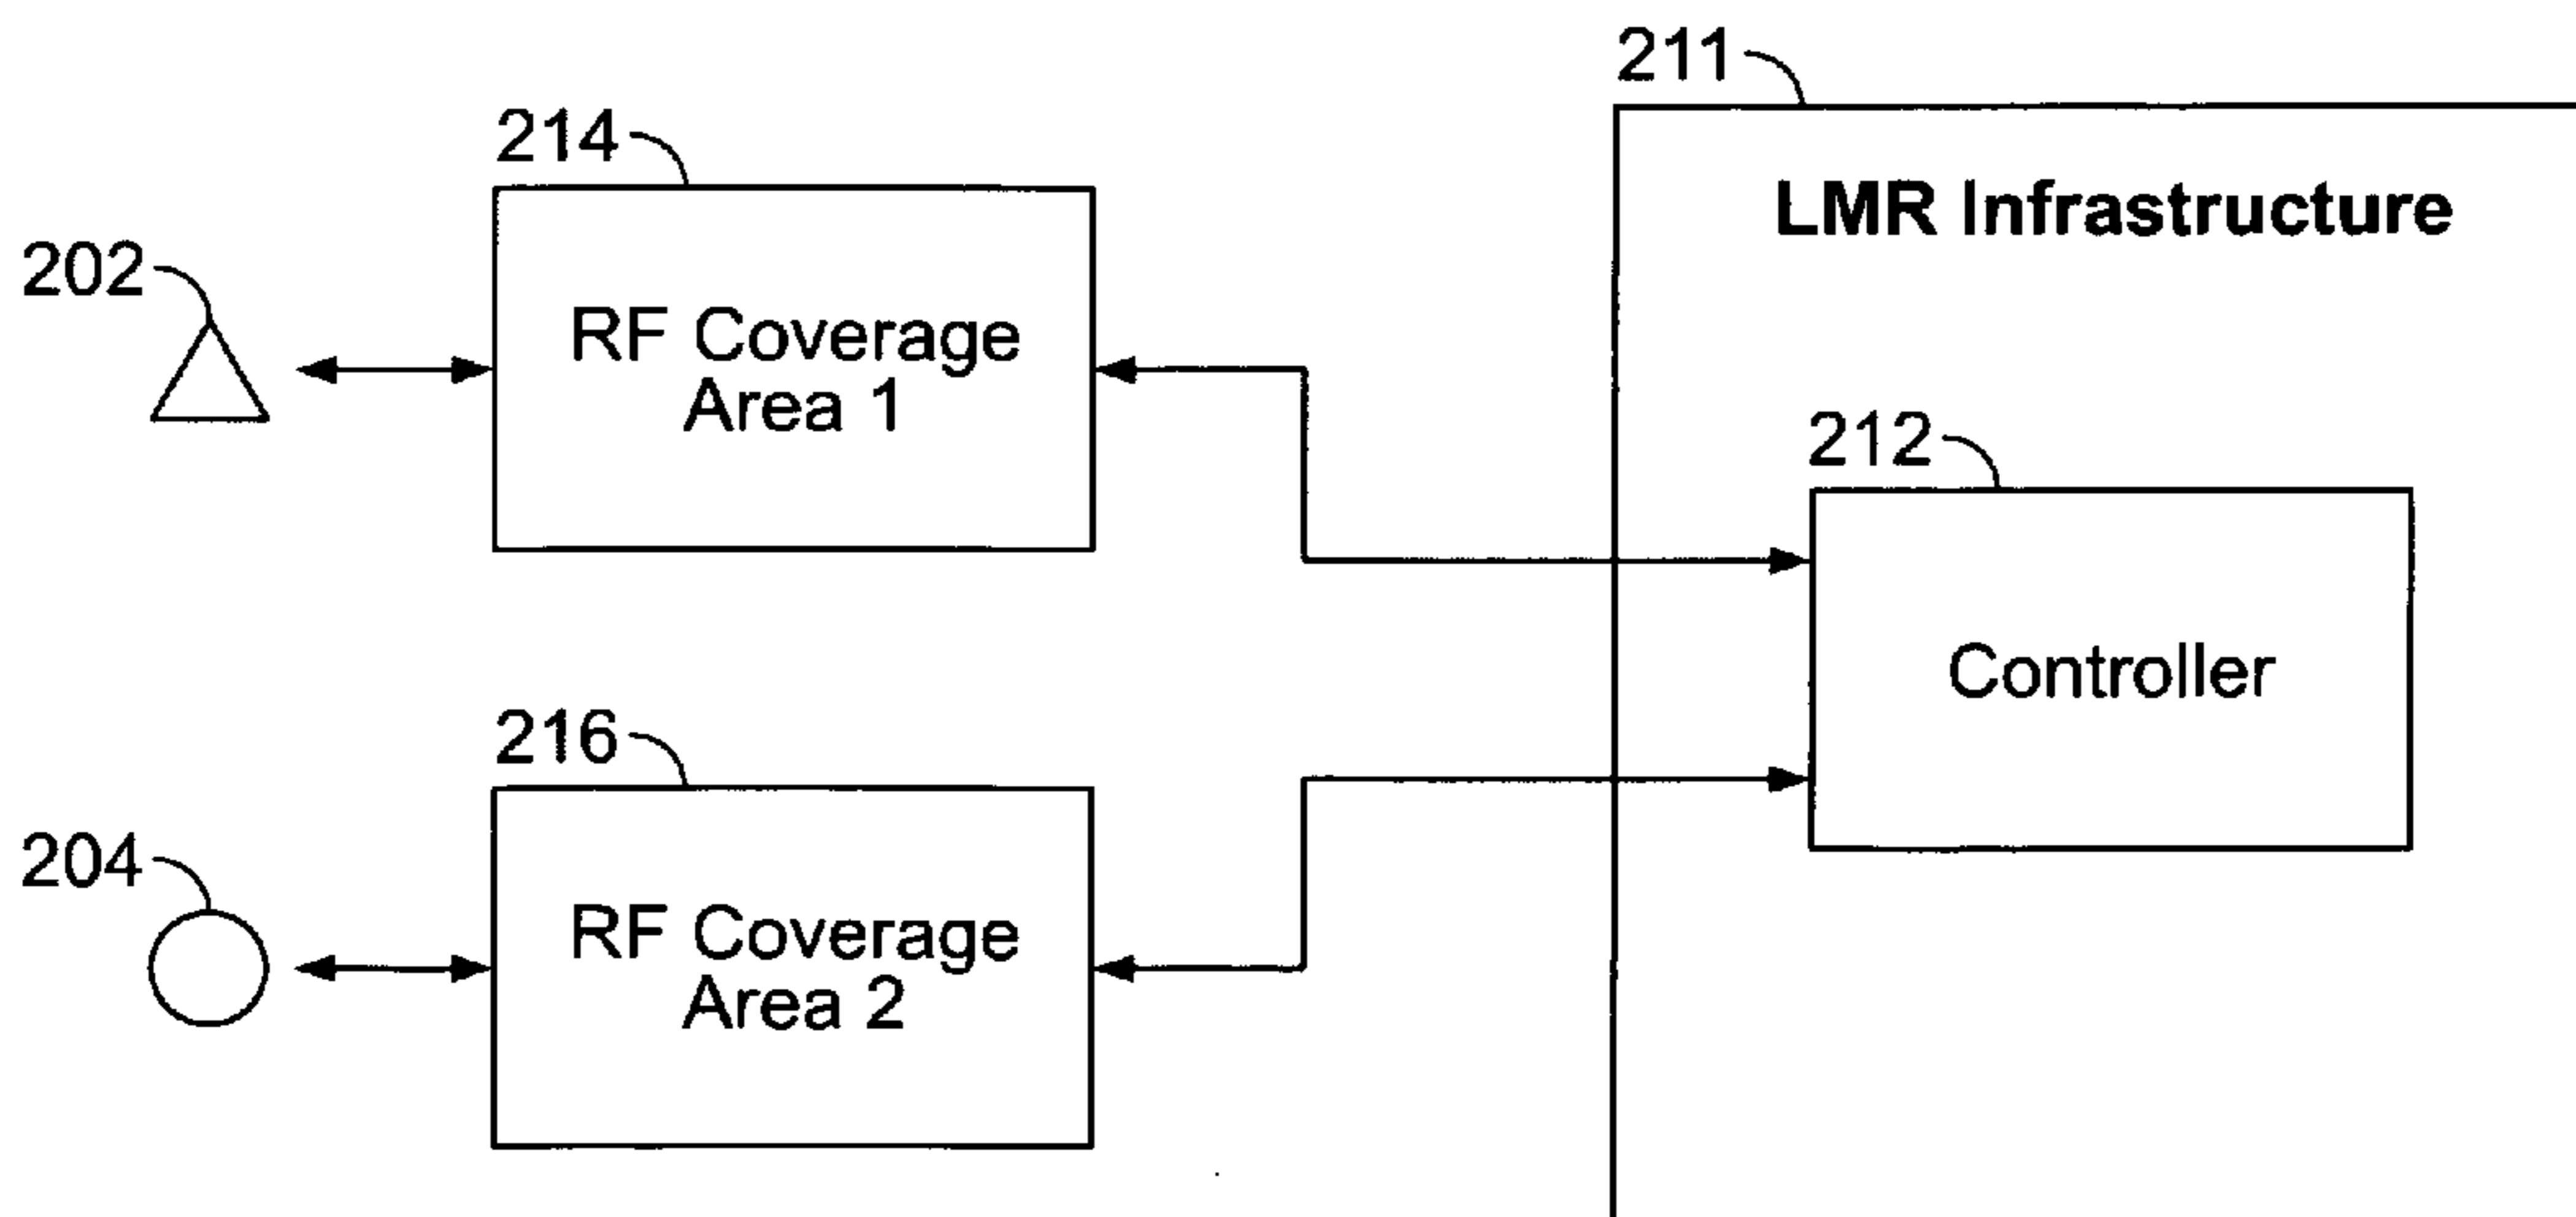 211
214
LMR Infrastructure
202
RF Coverage
Area 1
212
Controller
216
204
RF Coverage
Area 2